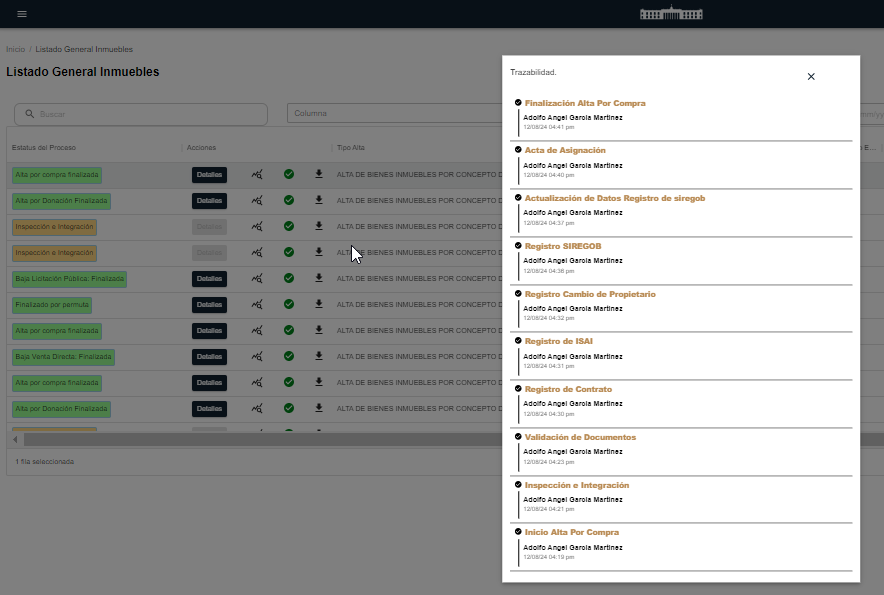 Inicio / Listado General Inmuebles
Listado General Inmuebles
Buscar
Columna
Estatus del Proceso Acciones Tipo Alta
Alta por compra finalizada Detalles ALTA DE BIENES INMUEBLES POR CONCEPTO D
Alta por Donación Finalizada Detalles ALTA DE BIENES INMUEBLES POR CONCEPTO D
Inspección e Integración Detalles ALTA DE BIENES INMUEBLES POR CONCEPTO D
Inspección e Integración Detalles ALTA DE BIENES INMUEBLES POR CONCEPTO D
Baja Licitación Pública: Finalizada Detalles ALTA DE BIENES INMUEBLES POR CONCEPTO D
Finalizado por permuta Detalles ALTA DE BIENES INMUEBLES POR CONCEPTO D
Alta por compra finalizada Detalles ALTA DE BIENES INMUEBLES POR CONCEPTO D
Baja Venta Directa: Finalizada Detalles ALTA DE BIENES INMUEBLES POR CONCEPTO D
Alta por compra finalizada Detalles ALTA DE BIENES INMUEBLES POR CONCEPTO D
Alta por Donación Finalizada Detalles ALTA DE BIENES INMUEBLES POR CONCEPTO D
1 fila seleccionada
Trazabilidad.
Finalización Alta Por Compra
Adolfo Angel Garcia Martinez
12/08/24 04:41 pm
Acta de Asignación
Adolfo Angel Garcia Martinez
12/08/24 04:40 pm
Actualización de Datos Registro de siregob
Adolfo Angel Garcia Martinez
12/08/24 04:37 pm
Registro SIREGOB
Adolfo Angel Garcia Martinez
12/08/24 04:36 pm
Registro Cambio de Propietario
Adolfo Angel Garcia Martinez
12/08/24 04:32 pm
Registro de ISAI
Adolfo Angel Garcia Martinez
12/08/24 04:31 pm
Registro de Contrato
Adolfo Angel Garcia Martinez
12/08/24 04:30 pm
Validación de Documentos
Adolfo Angel Garcia Martinez
12/08/24 04:23 pm
Inspección e Integración
Adolfo Angel Garcia Martinez
12/08/24 04:21 pm
Inicio Alta Por Compra
Adolfo Angel Garcia Martinez
12/08/24 04:19 pm